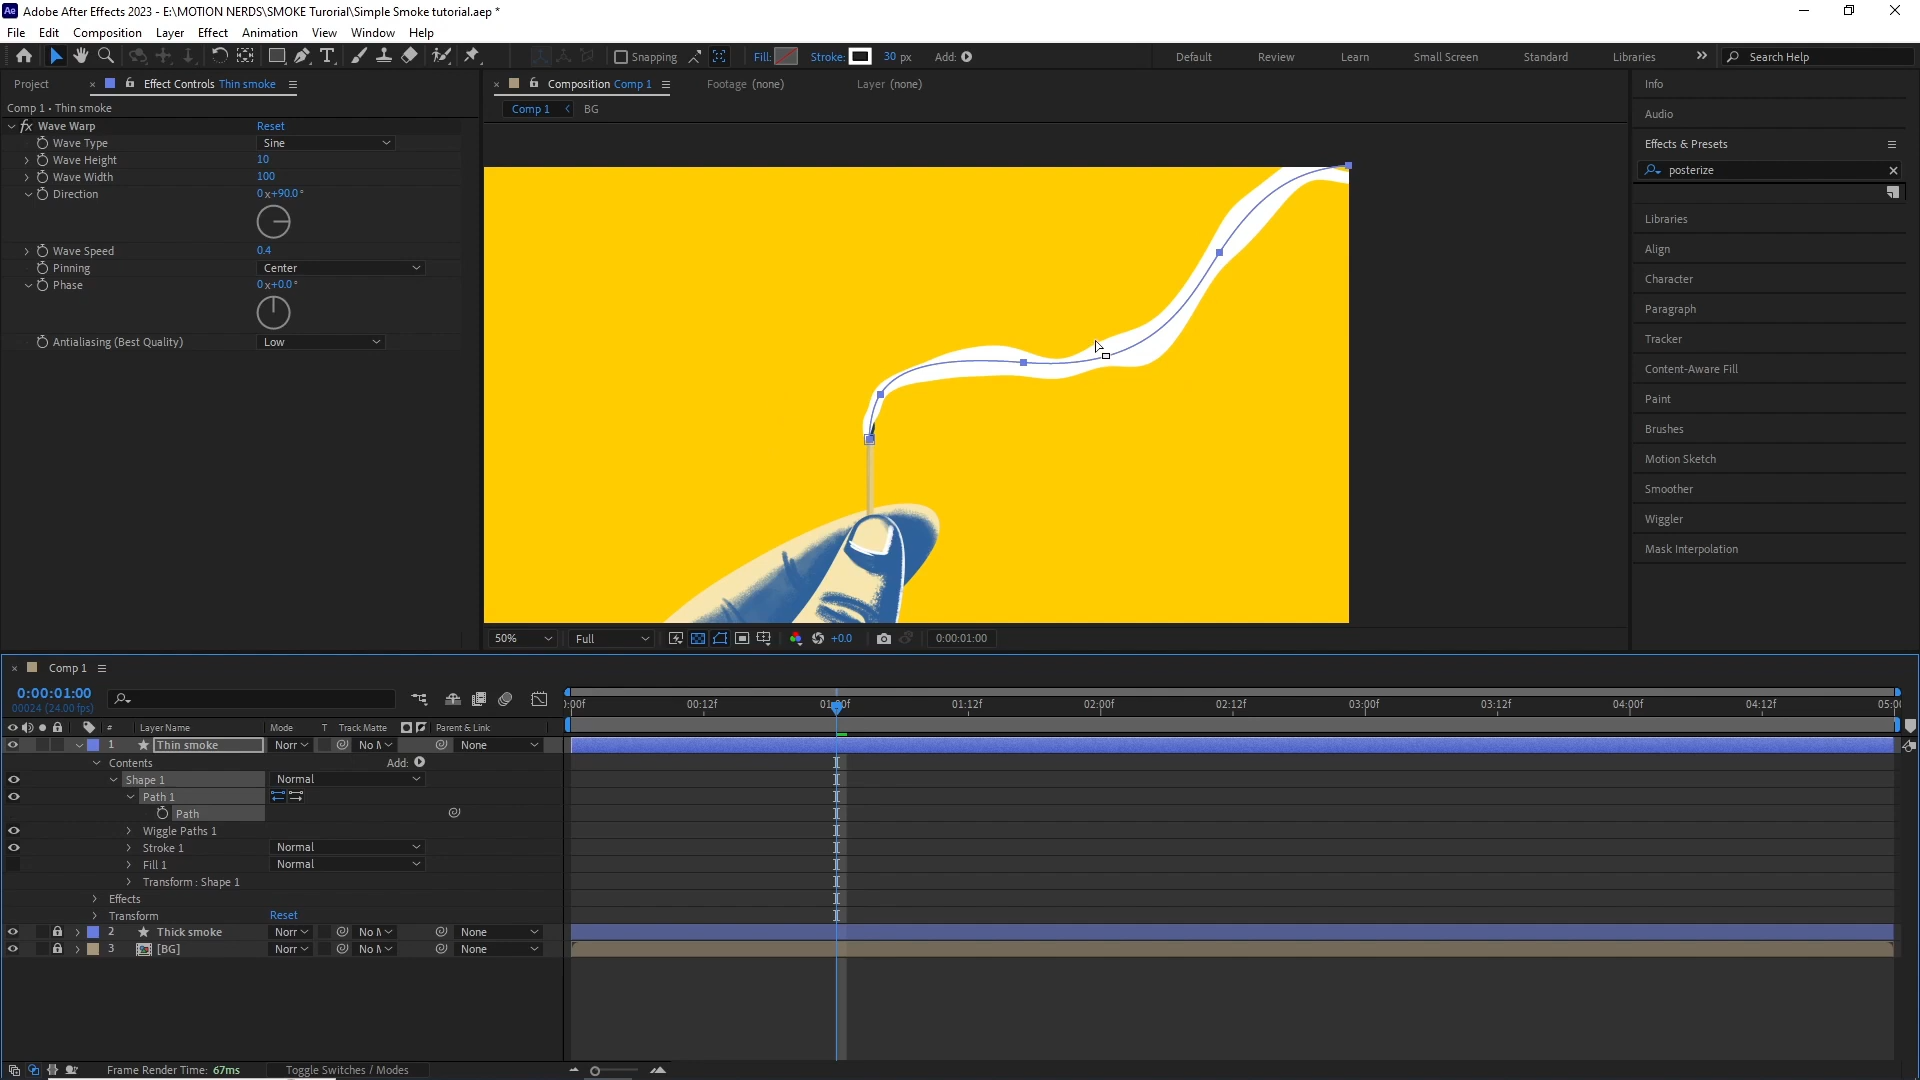 Ae Adobe After Effects 2023 - E:\MOTION NERDS\SMOKE Turorial\Simple Smoke tutorial.aep *
File Edit Composition Layer Effect Animation View Window Help
Snapping Fill: Stroke: 30 px Add: Default Review Learn Small Screen Standard Libraries Search Help
Project Effect Controls Thin smoke
Comp 1 • Thin smoke
fx Wave Warp Reset
Wave Type Sine
Wave Height 10
Wave Width 100
Direction 0x+90.0°
Wave Speed 0.4
Pinning Center
Phase 0x+0.0°
Antialiasing (Best Quality) Low
Composition Comp 1 Footage (none) Layer (none)
Comp 1 BG
50% Full +0.0 0:00:01:00
Info
Audio
Effects & Presets
posterize
Libraries
Align
Character
Paragraph
Tracker
Content-Aware Fill
Paint
Brushes
Motion Sketch
Smoother
Wiggler
Mask Interpolation
Comp 1
0:00:01:00
00024 (24.00 fps)
:00f 00:12f 01:00f 01:12f 02:00f 02:12f 03:00f 03:12f 04:00f 04:12f 05:0
# Layer Name Mode T Track Matte Parent & Link
1 Thin smoke Norr No M None
Contents Add:
Shape 1 Normal
Path 1
Path
Wiggle Paths 1
Stroke 1 Normal
Fill 1 Normal
Transform : Shape 1
Effects
Transform Reset
2 Thick smoke Norr No M None
3 [BG] Norr No M None
Frame Render Time: 67ms Toggle Switches / Modes